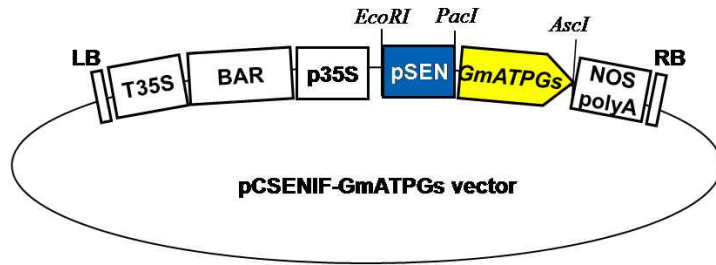 EcoRI PacI AscI
LB T35S BAR p35S pSEN GmATPGs NOS polyA RB
pCSENIF-GmATPGs vector